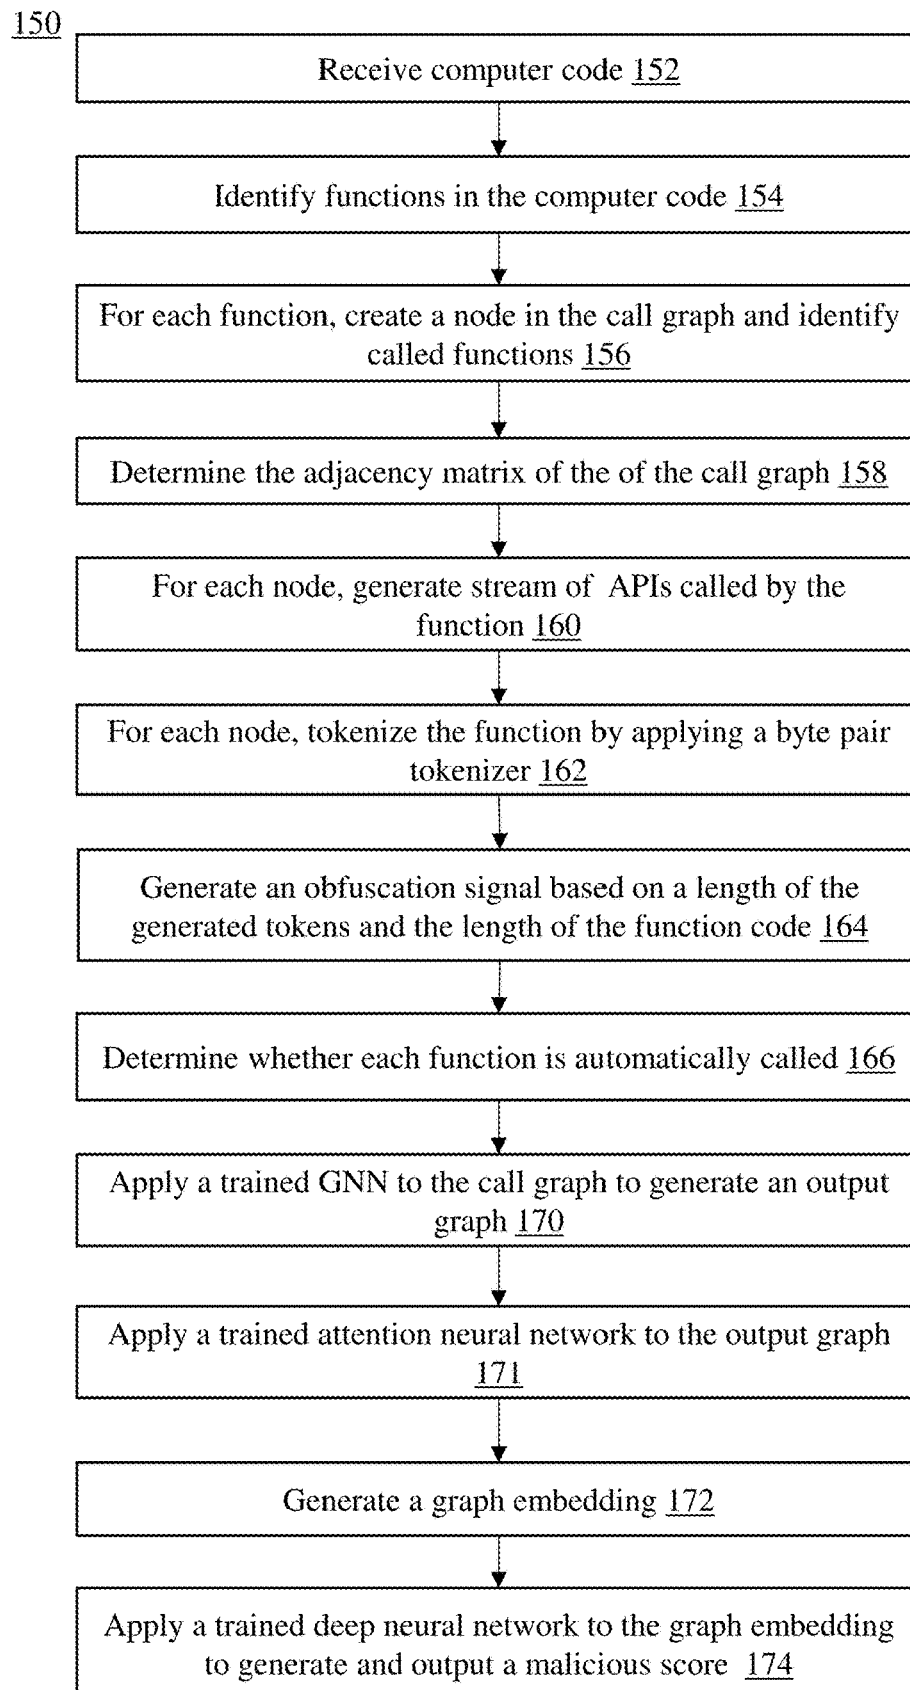 150
Receive computer code 152
Identify functions in the computer code 154
For each function, create a node in the call graph and identify
called functions 156
Determine the adjacency matrix of the of the call graph 158
For each node, generate stream of APIs called by the
function 160
For each node, tokenize the function by applying a byte pair
tokenizer 162
Generate an obfuscation signal based on a length of the
generated tokens and the length of the function code 164
Determine whether each function is automatically called 166
Apply a trained GNN to the call graph to generate an output
graph 170
Apply a trained attention neural network to the output graph
171
Generate a graph embedding 172
Apply a trained deep neural network to the graph embedding
to generate and output a malicious score 174